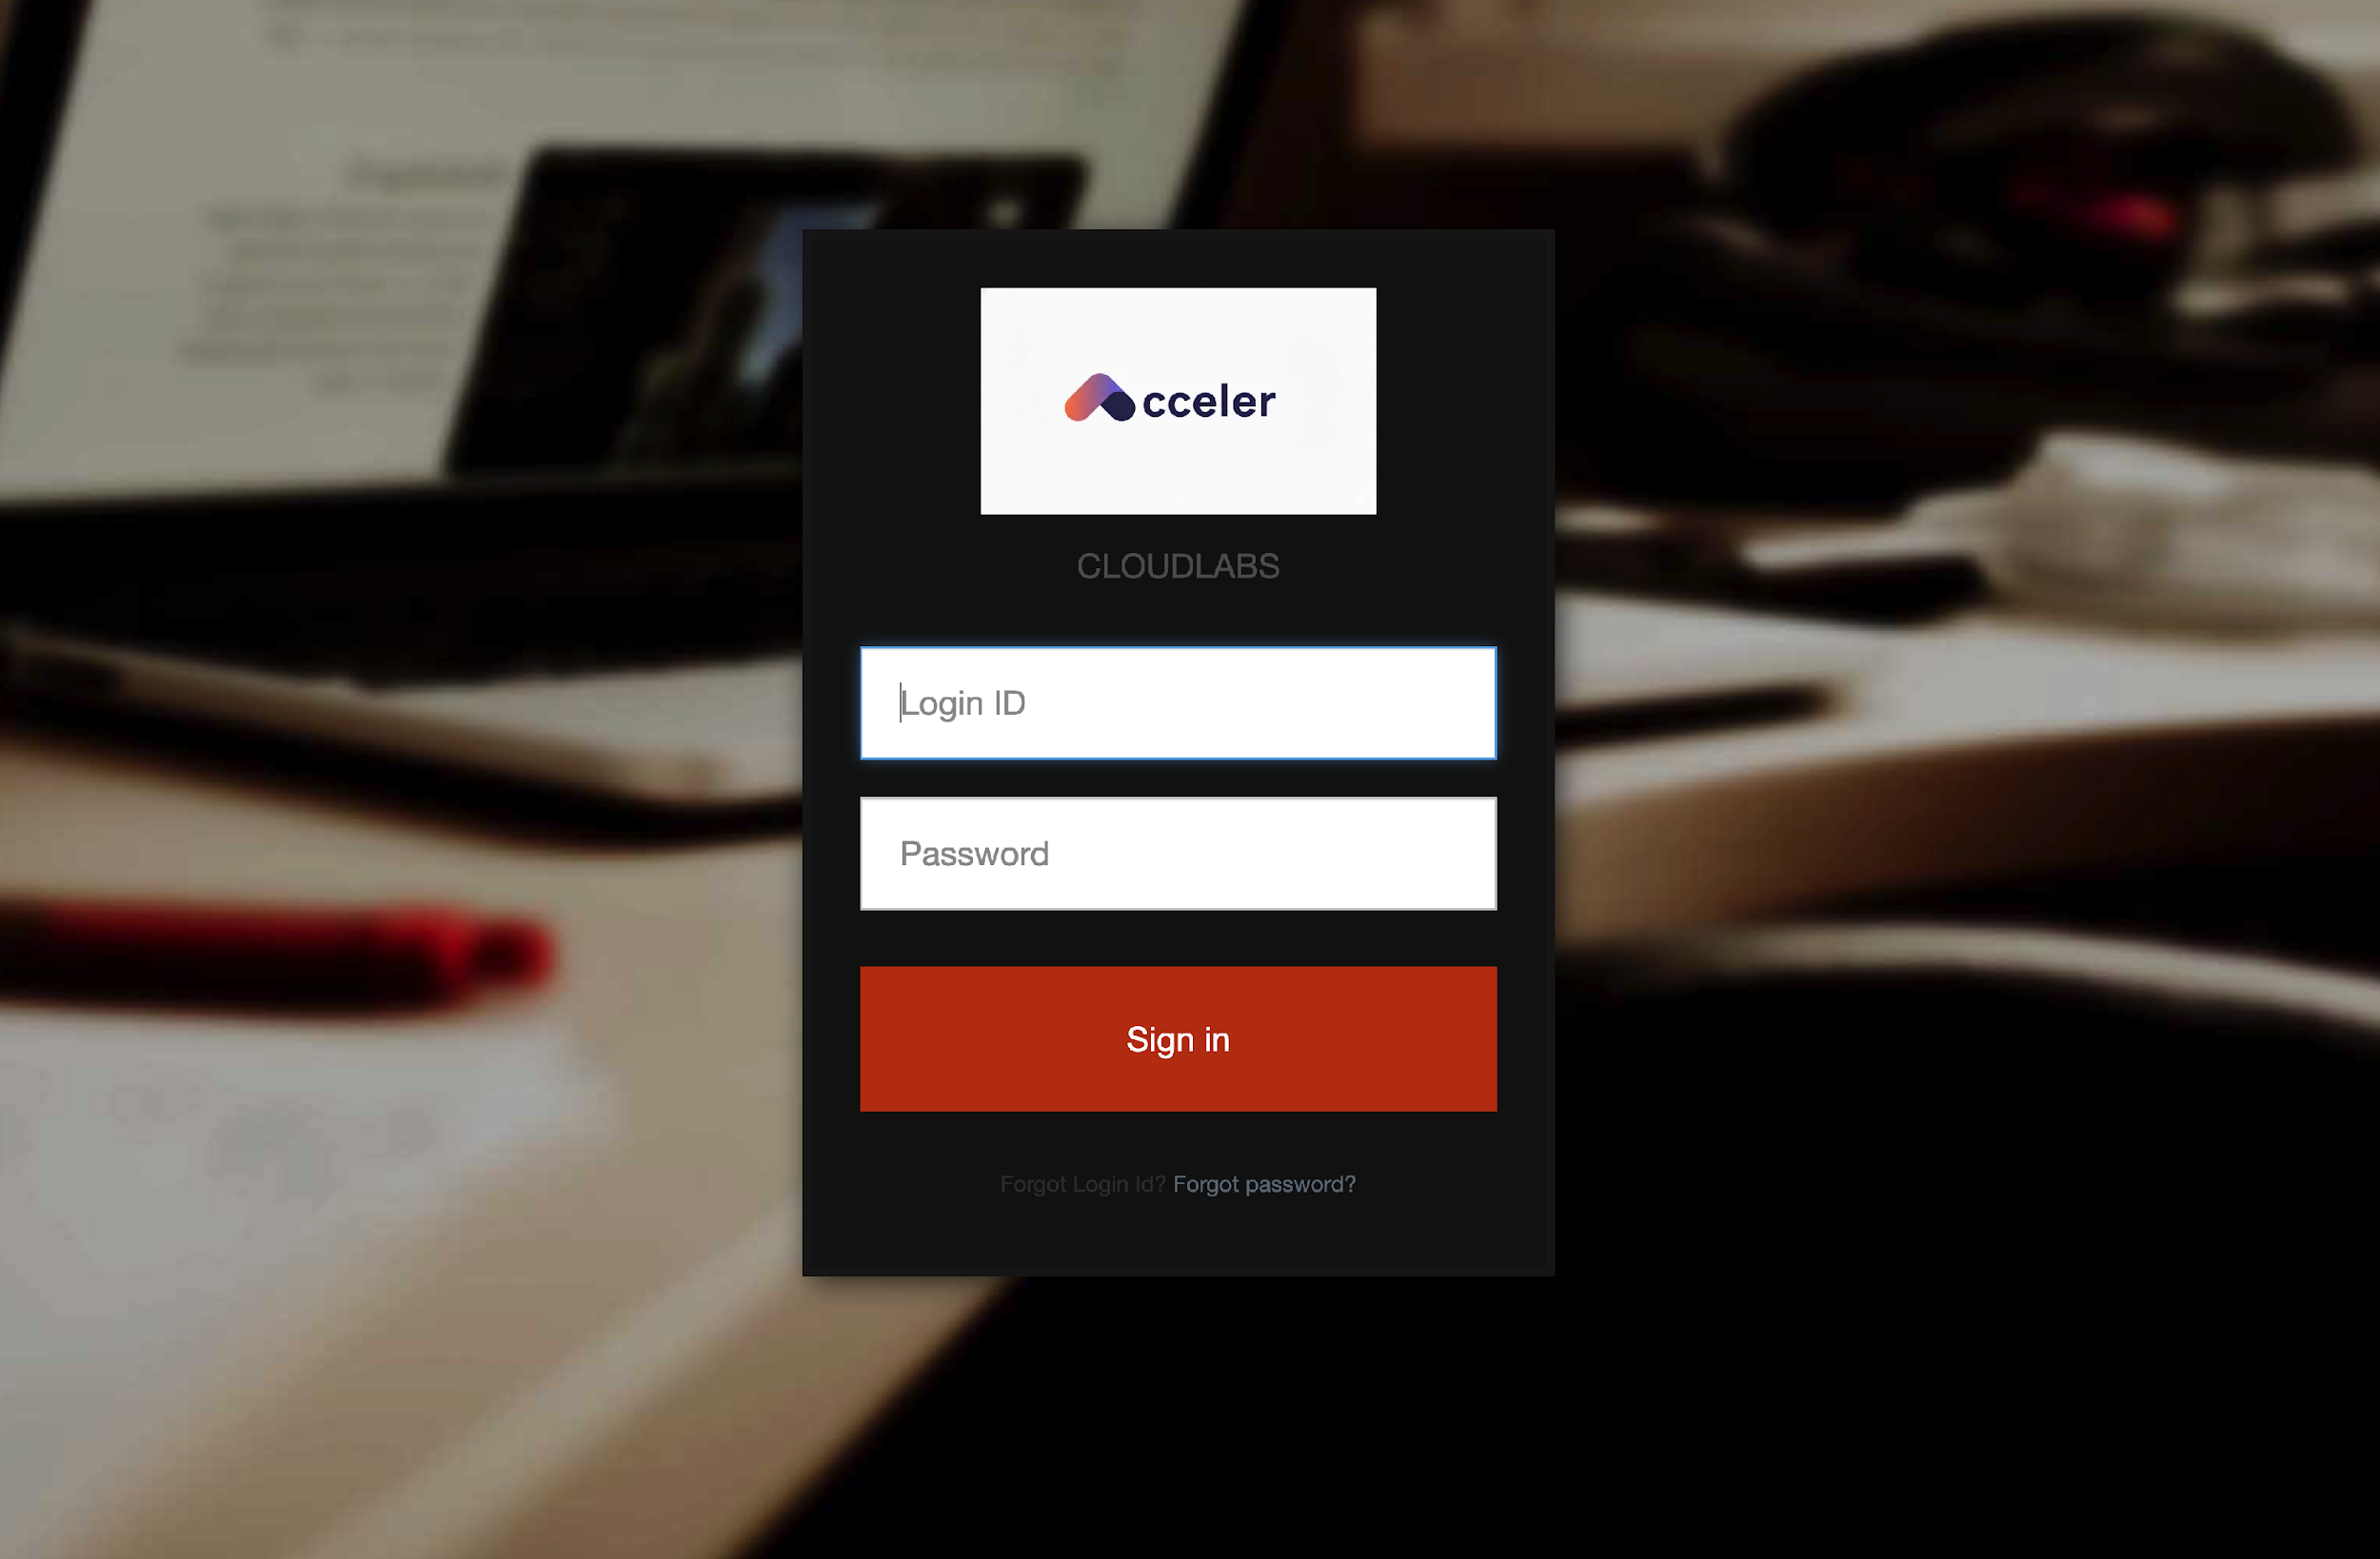 cceler
CLOUDLABS
Login ID
Password
Sign in
Forgot Login Id? Forgot password?